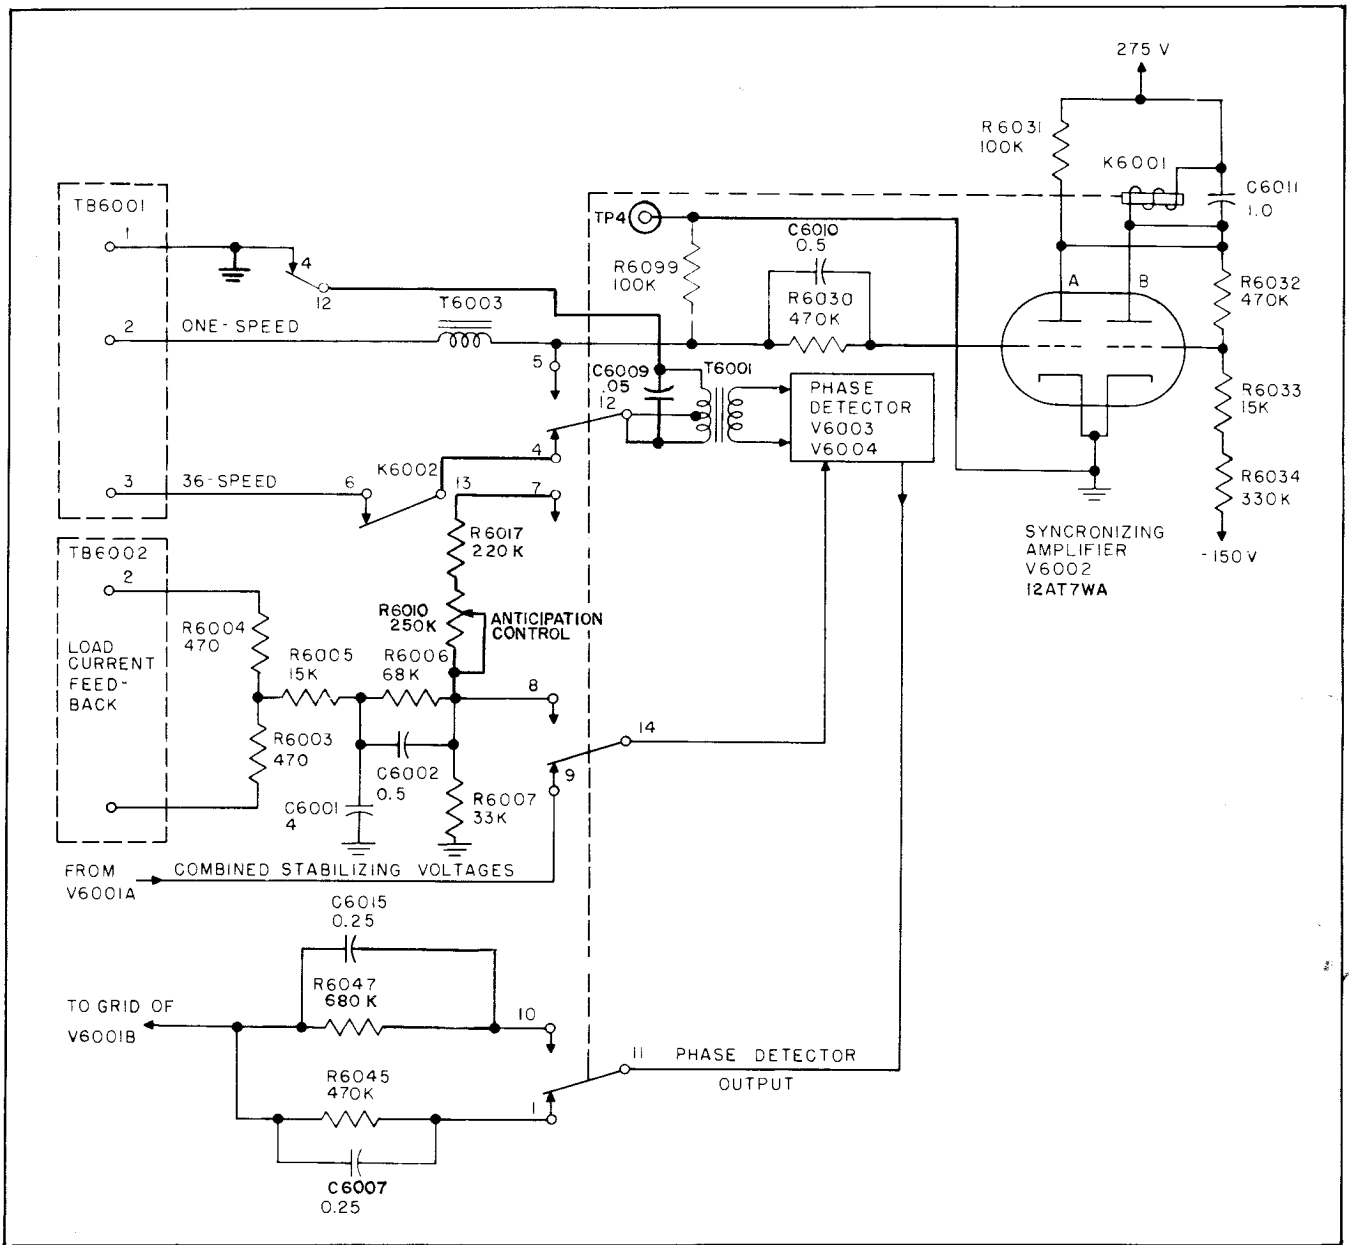 275 V
R6031
100K
K6001
C6011
1.0
TB6001
1
4
12
TP4
R6099
100K
C6010
0.5
R6030
470K
A
B
R6032
470K
T6003
2
ONE-SPEED
5
C6009
.05
T6001
12
PHASE
DETECTOR
V6003
V6004
R6033
15K
4
K6002
3
36-SPEED
6
13
7
R6034
330K
R6017
220K
SYNCRONIZING
AMPLIFIER
V6002
12AT7WA
-150V
TB6002
2
R6004
470
R6010
250K
ANTICIPATION
CONTROL
LOAD
CURRENT
FEED-
BACK
R6005
15K
R6006
68K
8
14
R6003
470
C6002
0.5
9
C6001
4
R6007
33K
FROM
V6001A
COMBINED STABILIZING VOLTAGES
C6015
0.25
R6047
680K
TO GRID OF
V6001B
10
11
PHASE DETECTOR
OUTPUT
R6045
470K
1
C6007
0.25